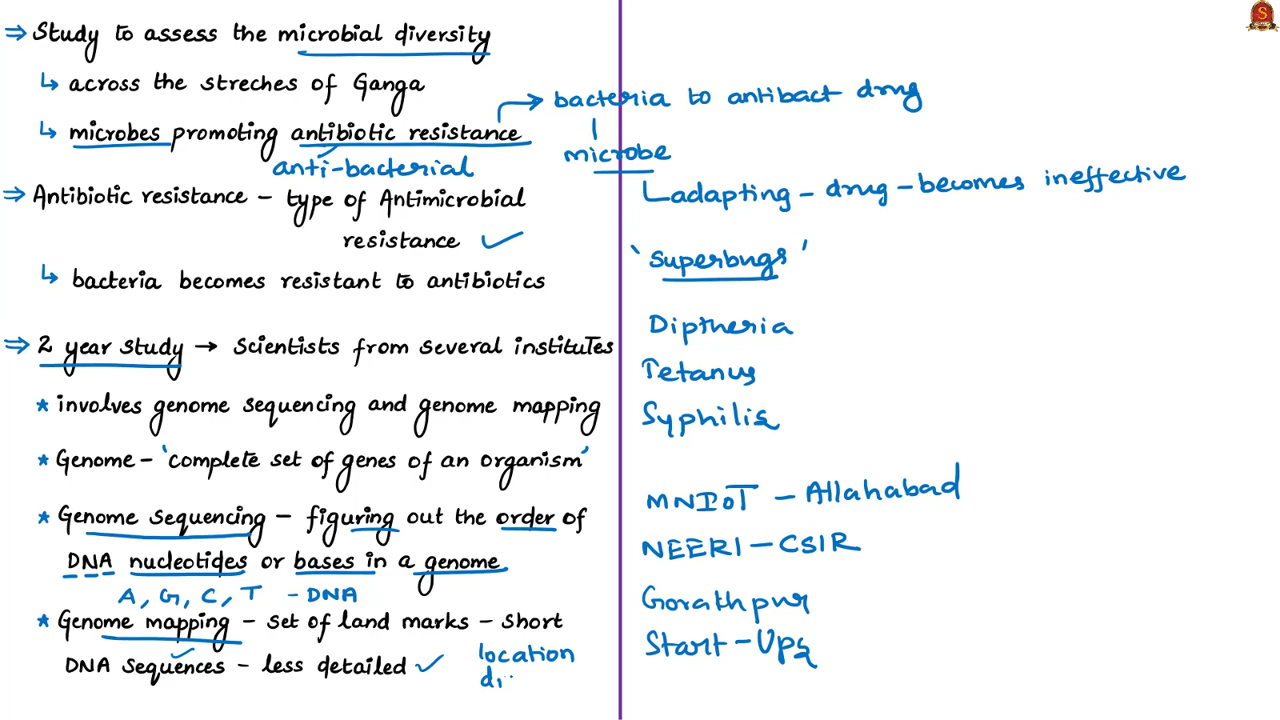 ⇒ Study to assess the microbial diversity
↳ across the streches of Ganga
↳ microbes promoting antibiotic resistance
anti-bacterial
⇒ Antibiotic resistance – type of Antimicrobial
resistance ✓
↳ bacteria becomes resistant to antibiotics
⇒ 2 year study → scientists from several institutes
* involves genome sequencing and genome mapping
* Genome – 'complete set of genes of an organism'
* Genome sequencing – figuring out the order of
DNA nucleotides or bases in a genome
A, G, C, T – DNA
* Genome mapping – set of land marks – short
DNA sequences – less detailed ✓
location
di
→ bacteria to antibact drug
microbe
adapting – drug – becomes ineffective
'superbugs'
Diptheria
Tetanus
Syphilis
MNIOT – Allahabad
NEERI – CSIR
Gorathpur
Start-Ups
S